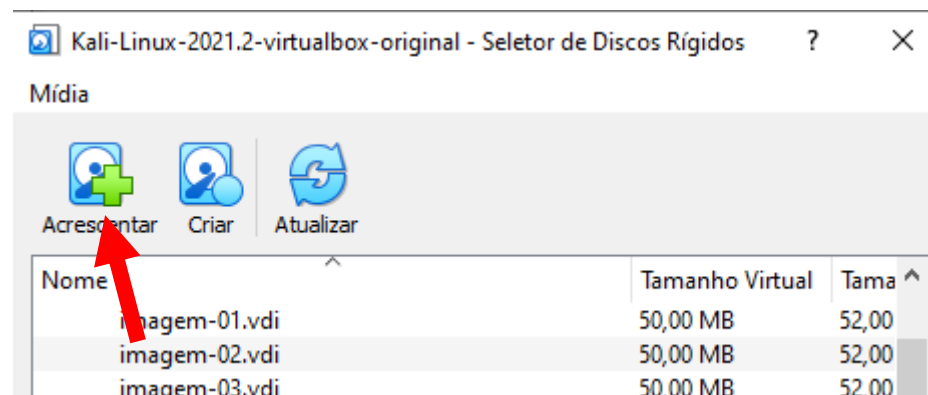 Kali-Linux-2021.2-virtualbox-original - Seletor de Discos Rígidos ?
Mídia
Acrescentar Criar Atualizar
Nome Tamanho Virtual Tama
imagem-01.vdi 50,00 MB 52,00
imagem-02.vdi 50,00 MB 52,00
imagem-03.vdi 50,00 MB 52,00